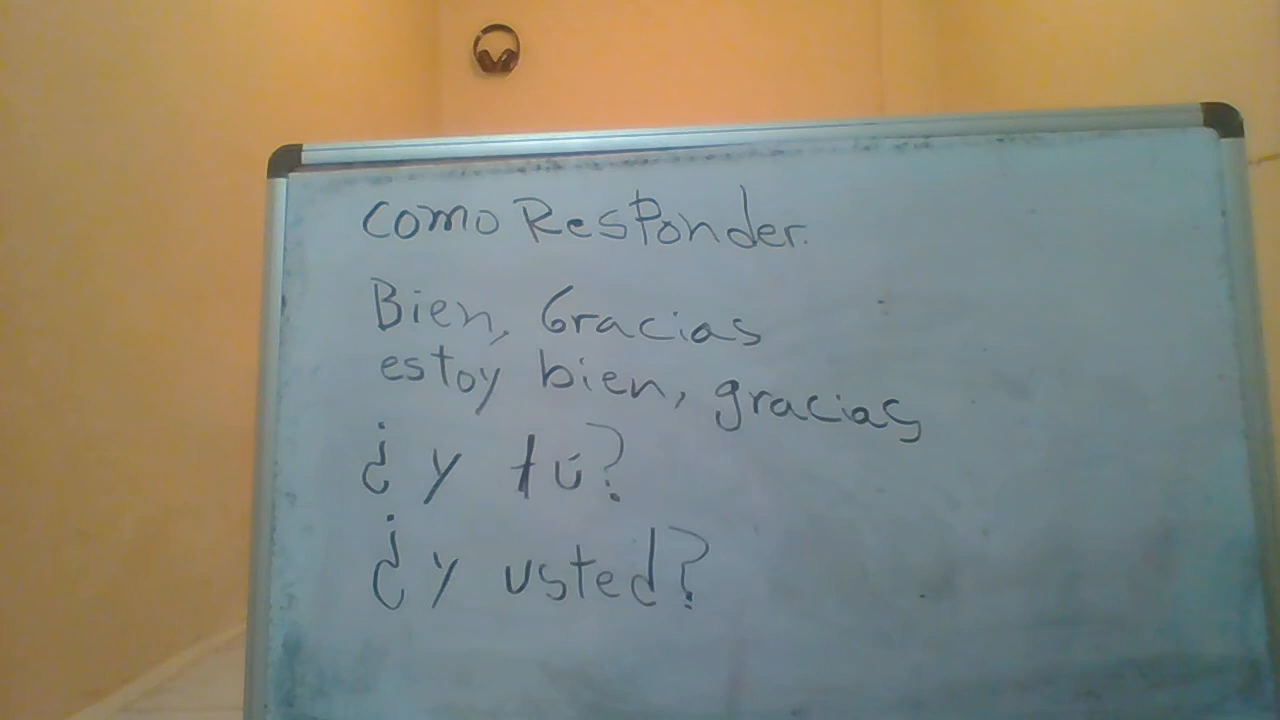 Como Responder.
Bien, Gracias
estoy bien, gracias
¿y tú?
¿y usted?